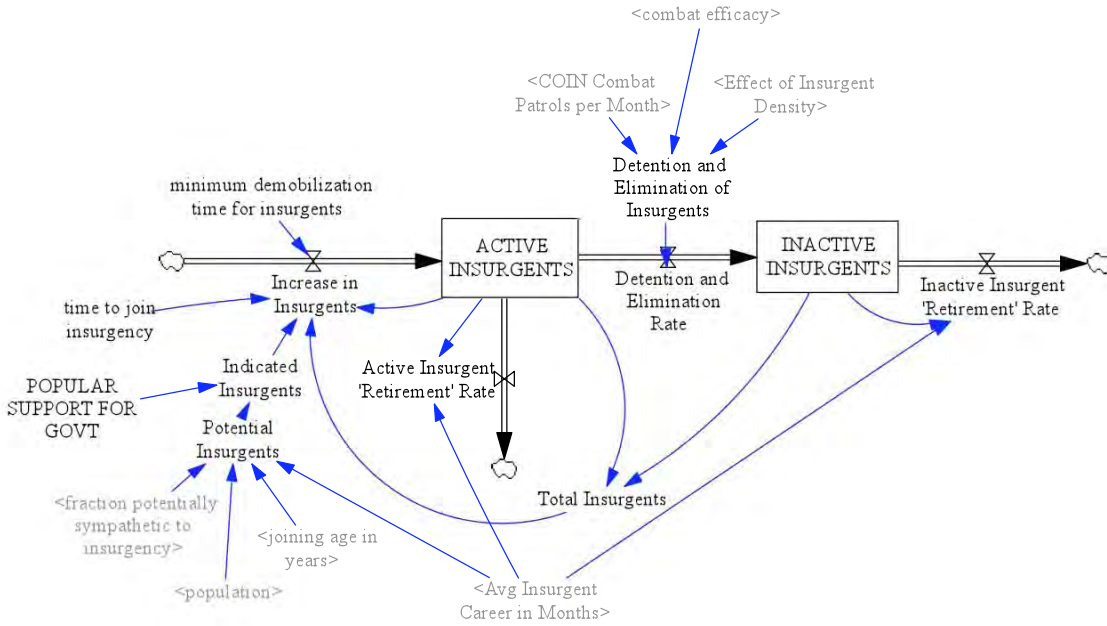 <combat efficacy>
<COIN Combat
Patrols per Month>
<Effect of Insurgent
Density>
Detention and
Elimination of
Insurgents
minimum demobilization
time for insurgents
ACTIVE
INSURGENTS
INACTIVE
INSURGENTS
Increase in
Insurgents
Detention and
Elimination
Rate
Inactive Insurgent
'Retirement' Rate
time to join
insurgency
Indicated
Insurgents
Active Insurgent
'Retirement' Rate
POPULAR
SUPPORT FOR
GOVT
Potential
Insurgents
Total Insurgents
<fraction potentially
sympathetic to
insurgency>
<joining age in
years>
<population>
<Avg Insurgent
Career in Months>